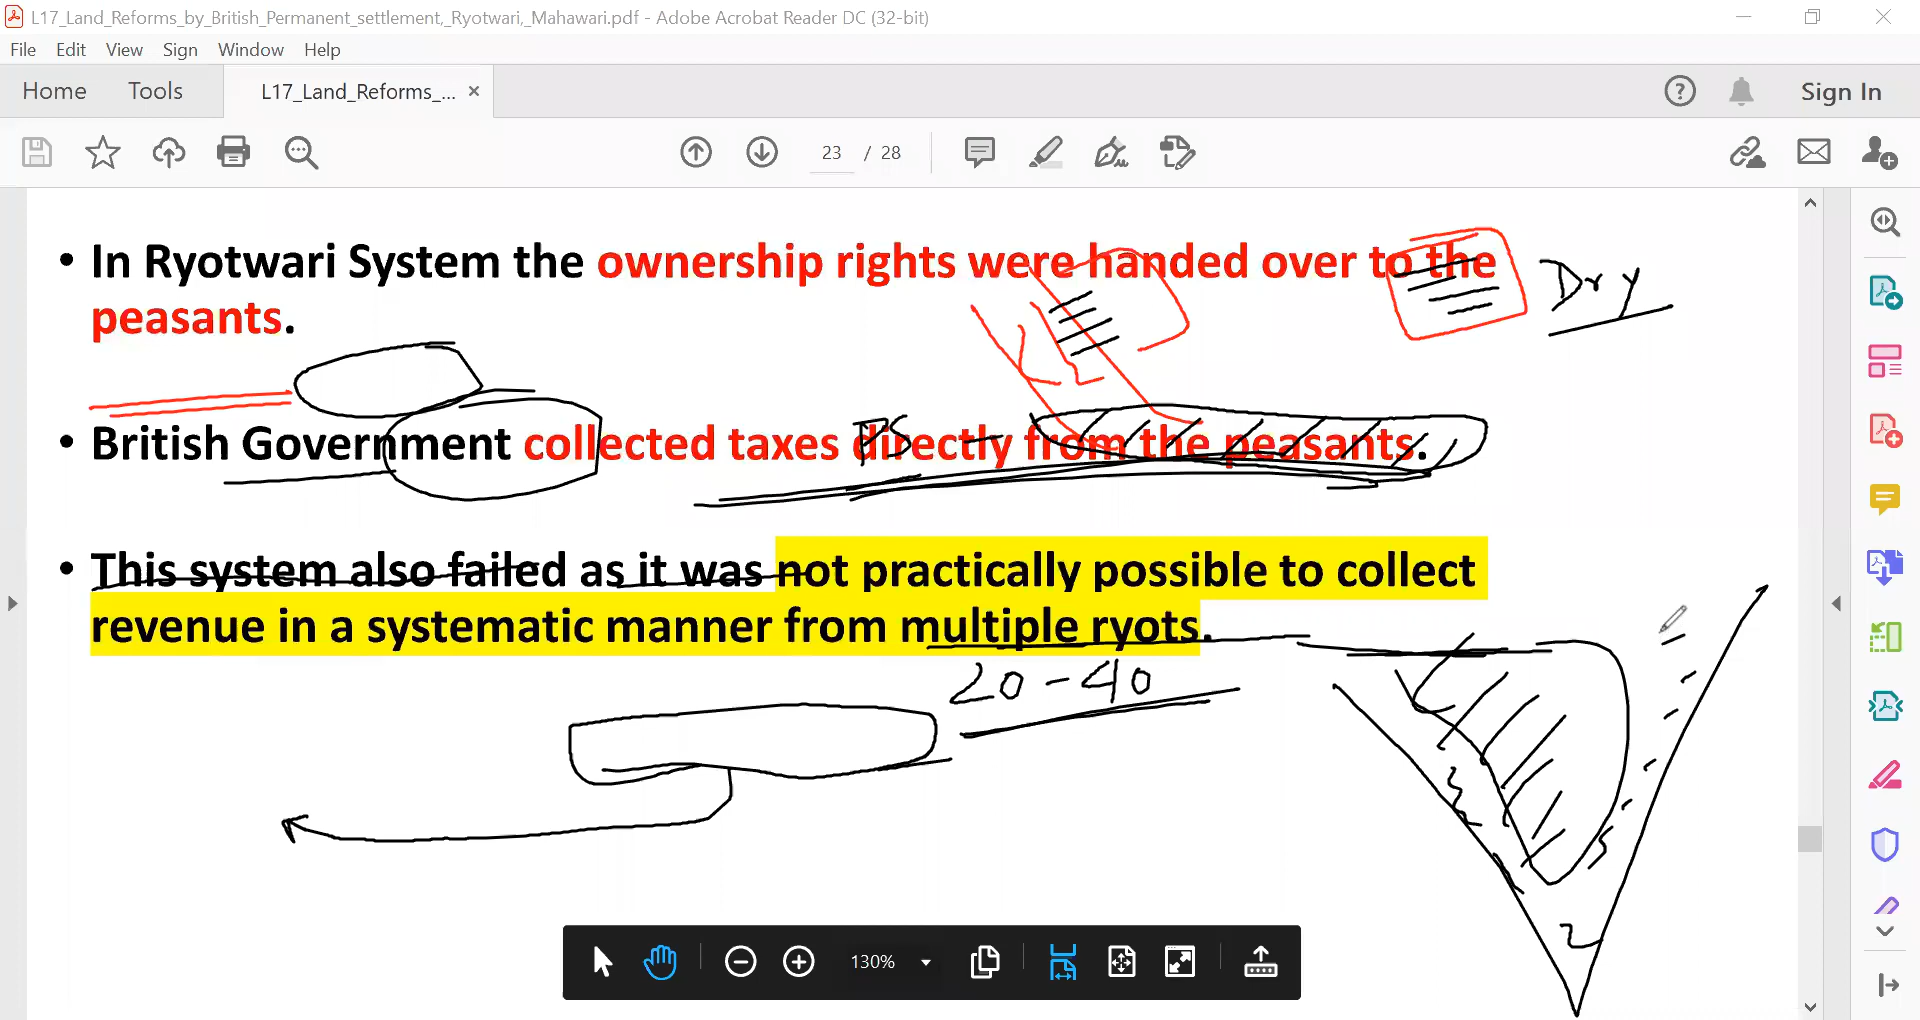 L17_Land_Reforms_by_British_Permanent_settlement,_Ryotwari,_Mahawari.pdf - Adobe Acrobat Reader DC (32-bit)
File Edit View Sign Window Help
Home Tools L17_Land_Reforms_... × Sign In
23 / 28
• In Ryotwari System the ownership rights were handed over to the
peasants.
Dry
• British Government collected taxes directly from the peasants.
PS -
• This system also failed as it was not practically possible to collect
revenue in a systematic manner from multiple ryots.
20-40
130%